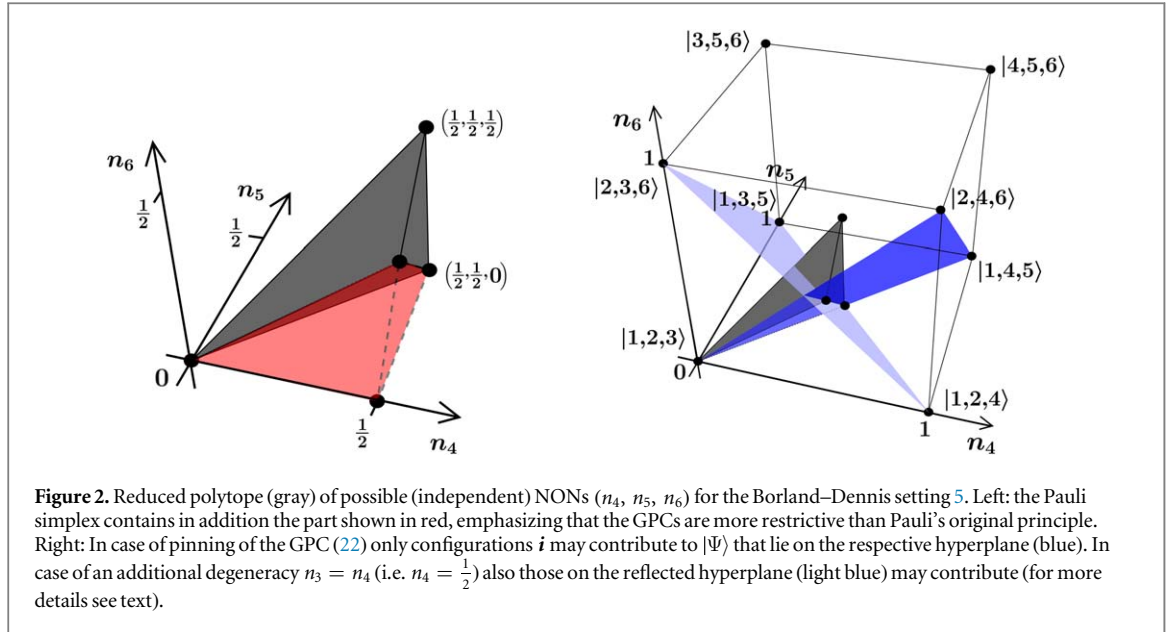 n₆
1/2
n₅
1/2
(1/2,1/2,1/2)
(1/2,1/2,0)
0
1/2
n₄
|3,5,6⟩
|4,5,6⟩
n₆
1
|2,3,6⟩
n₅
|1,3,5⟩
1
|2,4,6⟩
|1,4,5⟩
|1,2,3⟩
0
|1,2,4⟩
1
n₄
Figure 2. Reduced polytope (gray) of possible (independent) NONs (n₄, n₅, n₆) for the Borland–Dennis setting 5. Left: the Pauli
simplex contains in addition the part shown in red, emphasizing that the GPCs are more restrictive than Pauli's original principle.
Right: In case of pinning of the GPC (22) only configurations i may contribute to |Ψ⟩ that lie on the respective hyperplane (blue). In
case of an additional degeneracy n₃ = n₄ (i.e. n₄ = 1/2) also those on the reflected hyperplane (light blue) may contribute (for more
details see text).